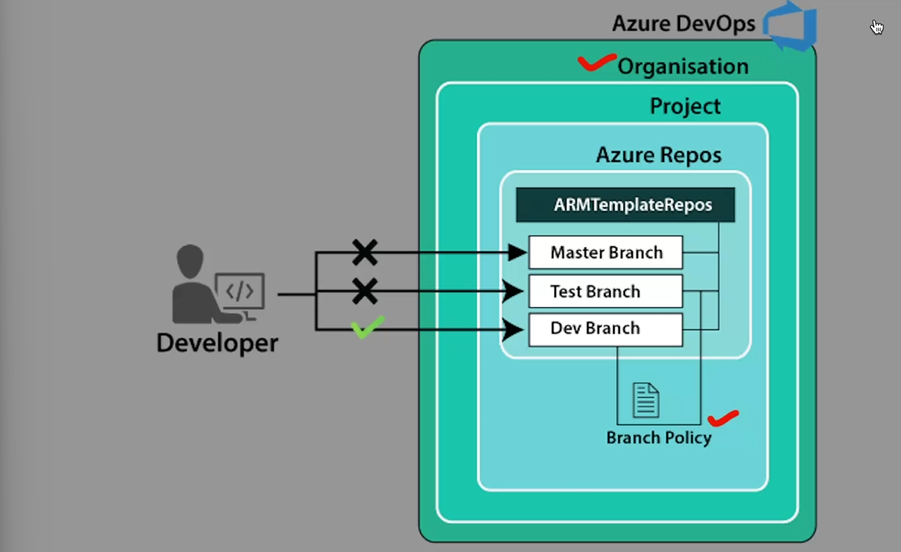 Azure DevOps
Organisation
Project
Azure Repos
ARMTemplateRepos
Master Branch
Test Branch
Dev Branch
</>
Developer
Branch Policy